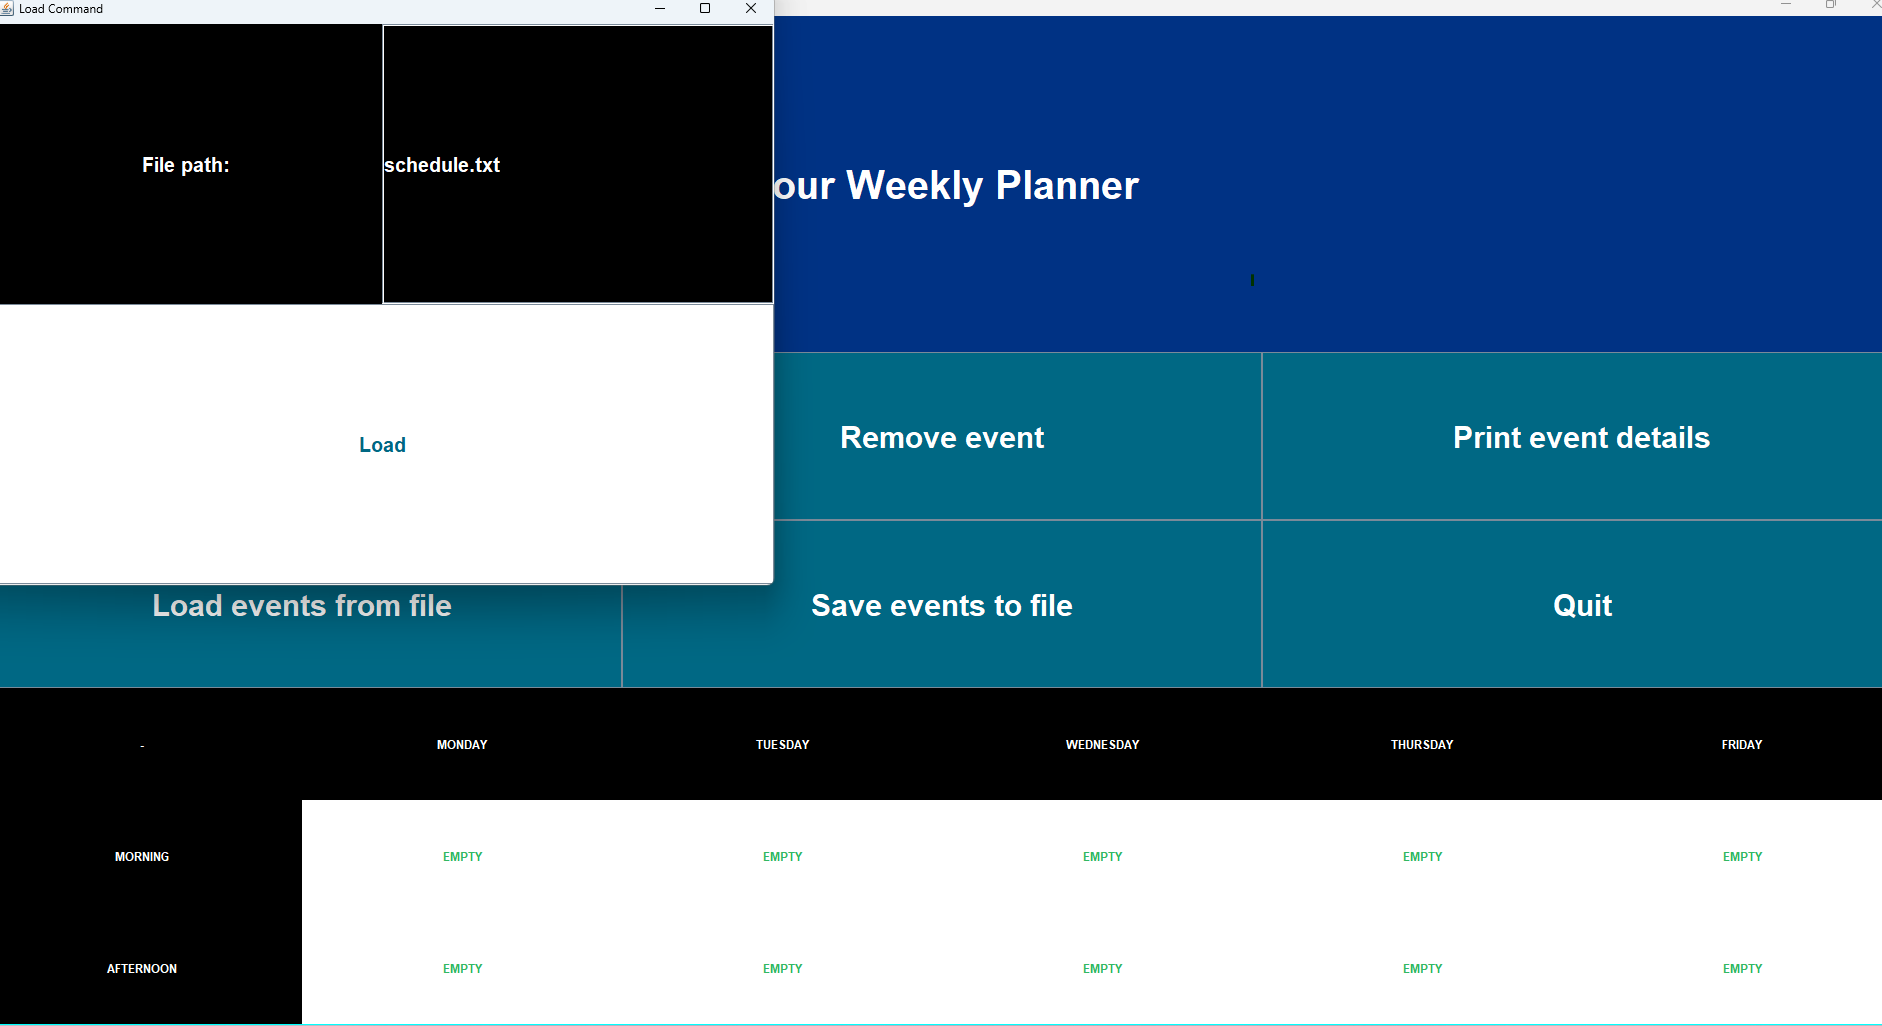 Load Command
File path:
schedule.txt
Load
our Weekly Planner
Remove event
Print event details
Load events from file
Save events to file
Quit
- MONDAY TUESDAY WEDNESDAY THURSDAY FRIDAY
MORNING EMPTY EMPTY EMPTY EMPTY EMPTY
AFTERNOON EMPTY EMPTY EMPTY EMPTY EMPTY